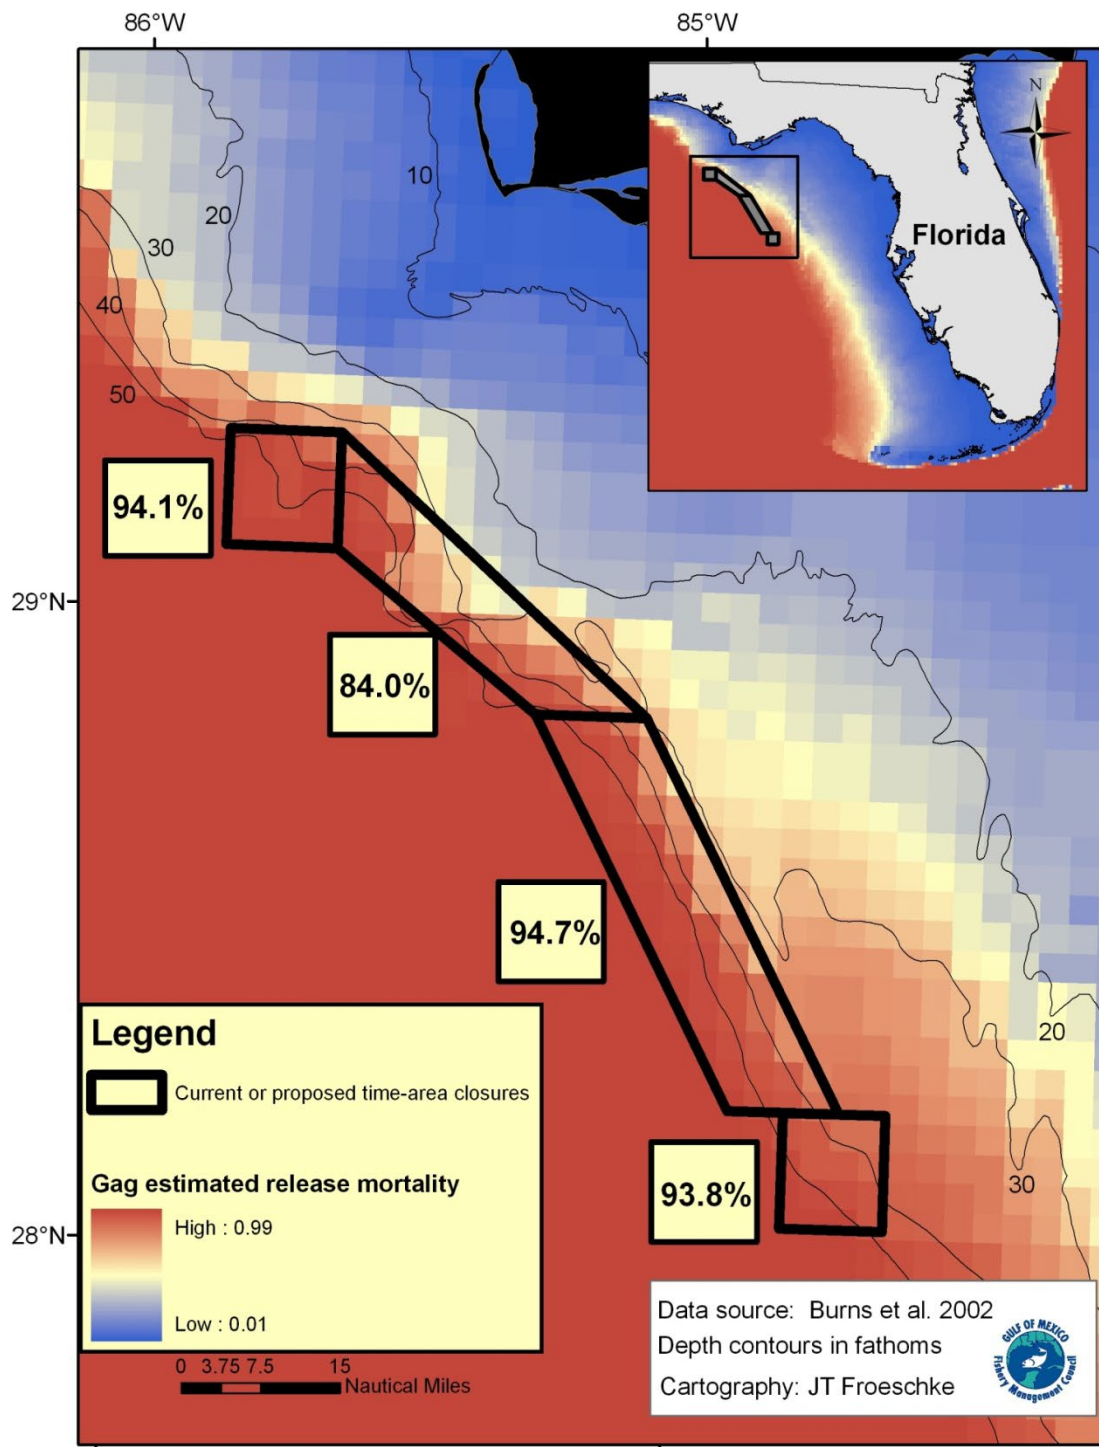 86°W
85°W
N
10
20
30
40
50
Florida
94.1%
29°N
84.0%
94.7%
20
Legend
Current or proposed time-area closures
Gag estimated release mortality
High : 0.99
Low : 0.01
93.8%
30
28°N
0 3.75 7.5 15
Nautical Miles
Data source: Burns et al. 2002
Depth contours in fathoms
Cartography: JT Froeschke
GULF OF MEXICO
Fishery Management Council